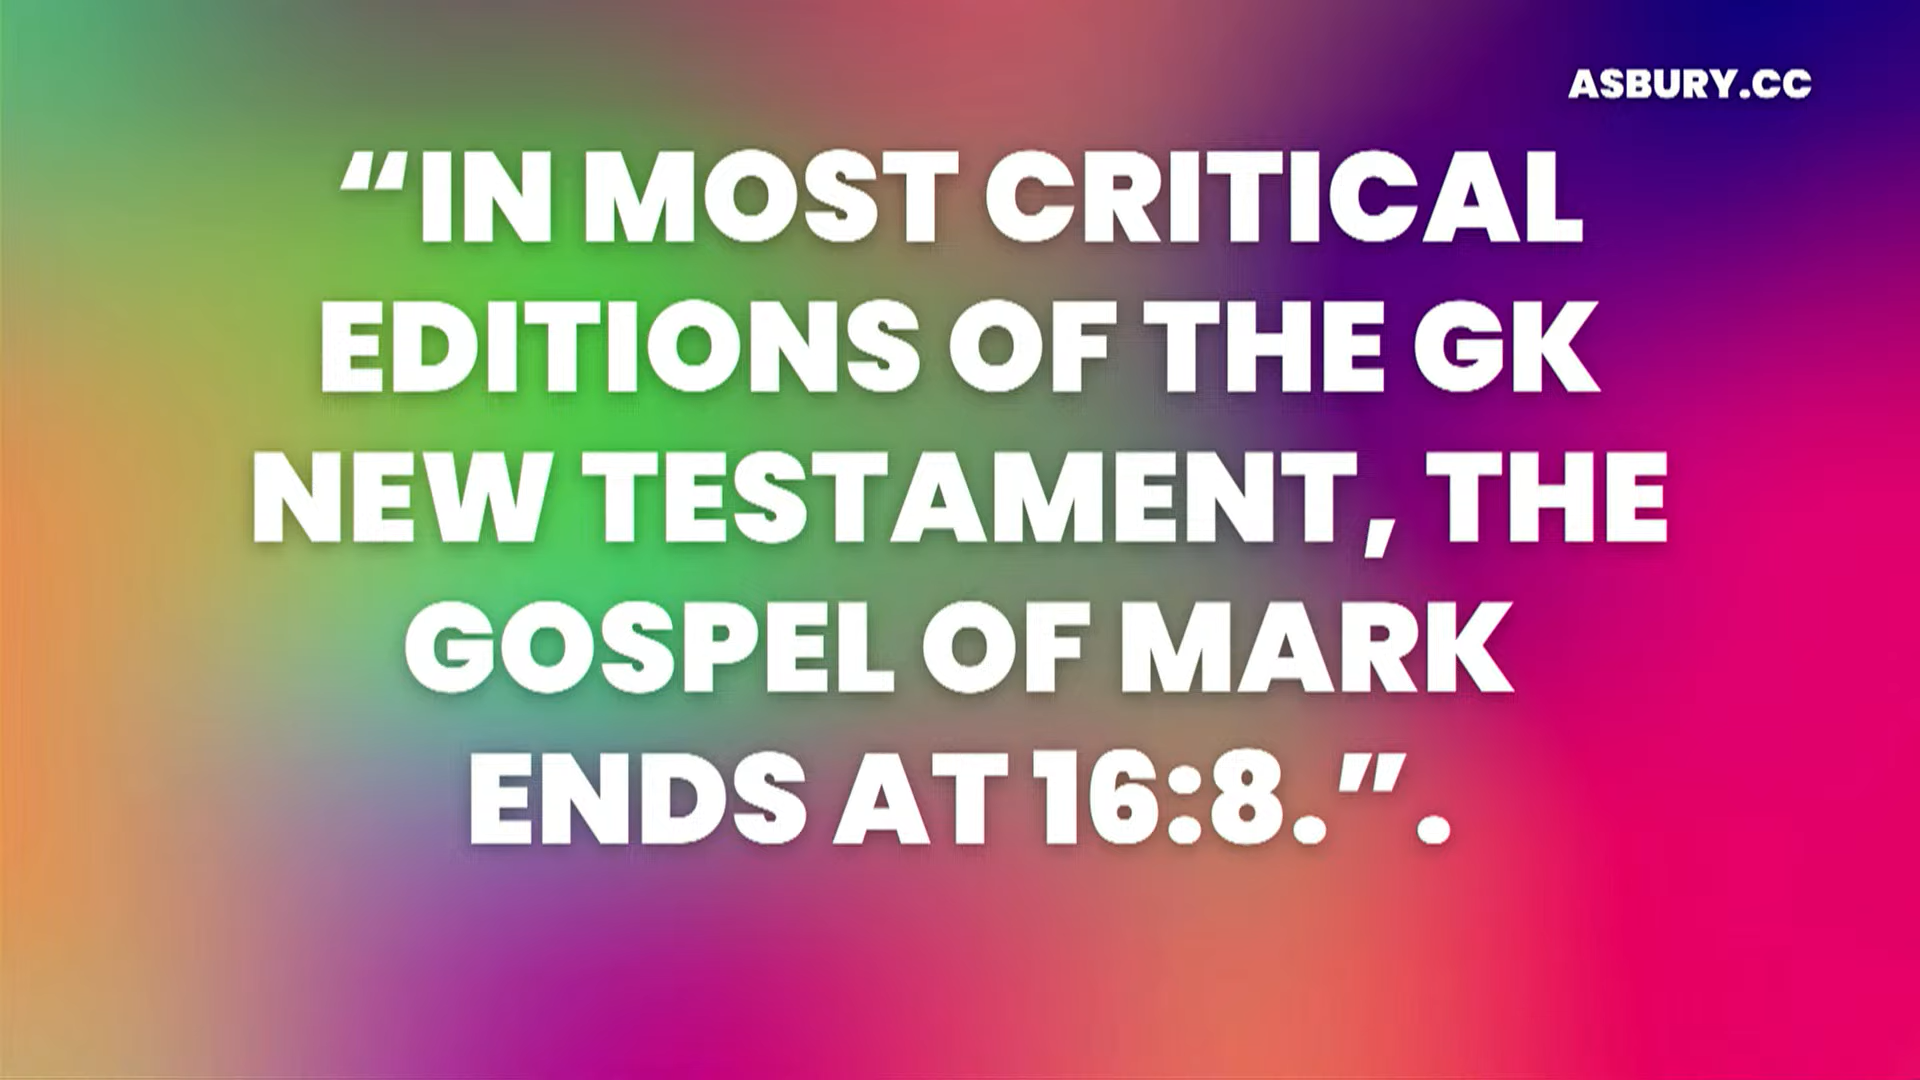 ASBURY.CC
“IN MOST CRITICAL
EDITIONS OF THE GK
NEW TESTAMENT, THE
GOSPEL OF MARK
ENDS AT 16:8.”.